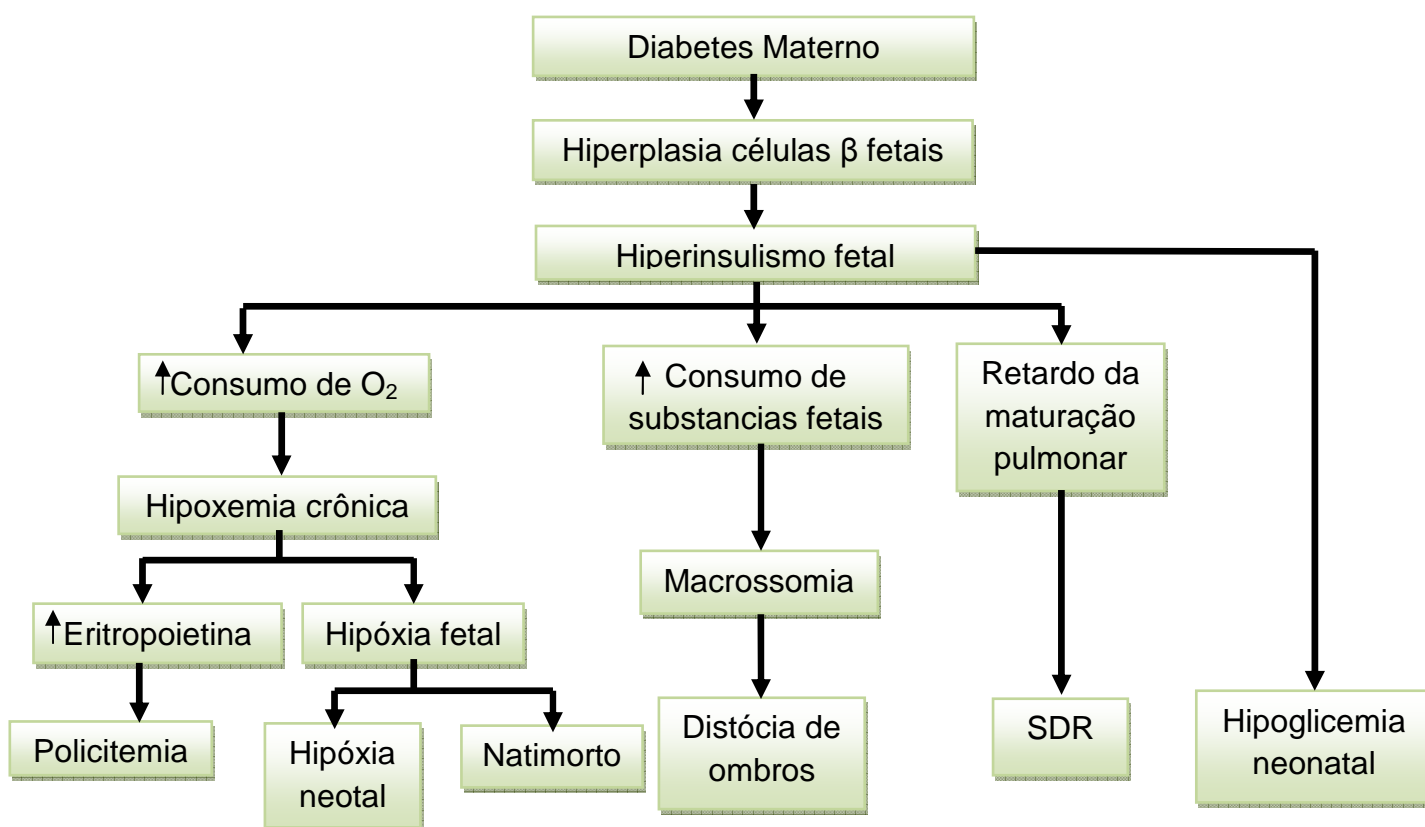 Diabetes Materno
Hiperplasia células β fetais
Hiperinsulismo fetal
↑Consumo de O₂
↑ Consumo de
substancias fetais
Retardo da
maturação
pulmonar
Hipoxemia crônica
Macrossomia
↑Eritropoietina
Hipóxia fetal
Policitemia
Hipóxia
neotal
Natimorto
Distócia de
ombros
SDR
Hipoglicemia
neonatal